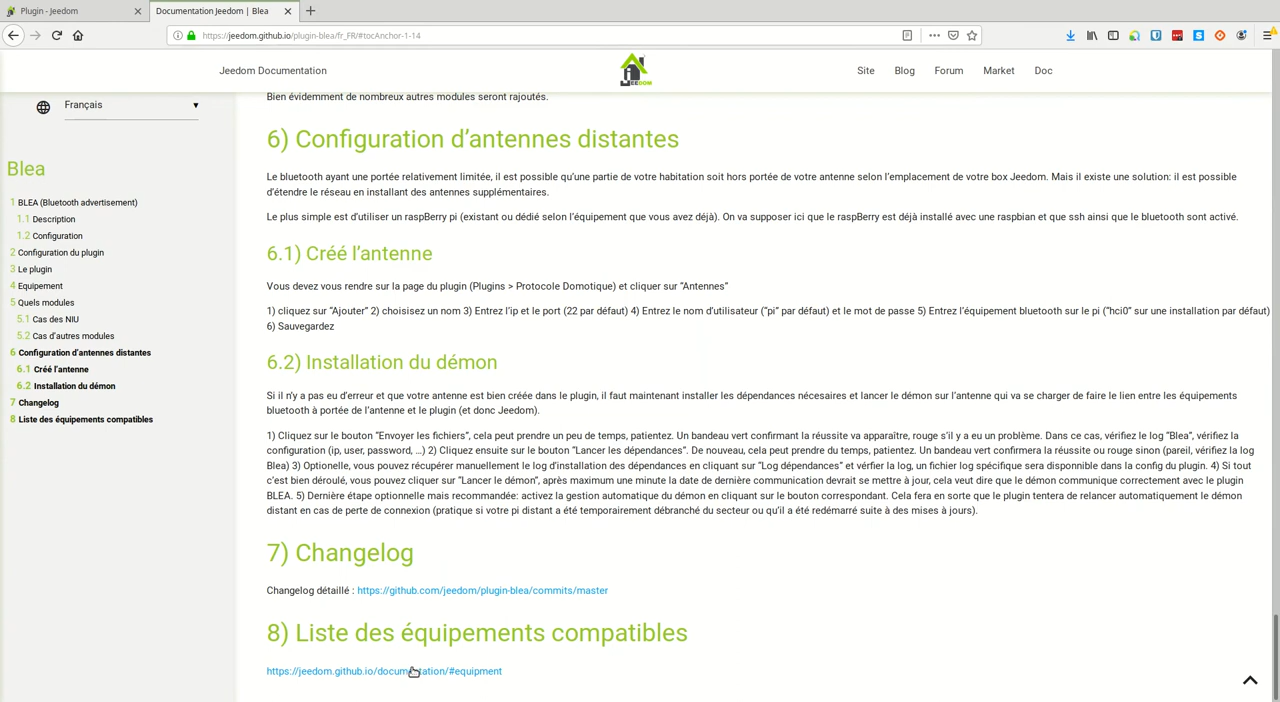 Plugin - Jeedom
Documentation Jeedom | Blea
https://jeedom.github.io/plugin-blea/fr_FR/#tocAnchor-1-14
Jeedom Documentation
JEEDOM
Site
Blog
Forum
Market
Doc
Français
Blea
1 BLEA (Bluetooth advertisement)
1.1 Description
1.2 Configuration
2 Configuration du plugin
3 Le plugin
4 Equipement
5 Quels modules
5.1 Cas des NIU
5.2 Cas d'autres modules
6 Configuration d'antennes distantes
6.1 Créé l'antenne
6.2 Installation du démon
7 Changelog
8 Liste des équipements compatibles
Bien évidemment de nombreux autres modules seront rajoutés.
6) Configuration d'antennes distantes
Le bluetooth ayant une portée relativement limitée, il est possible qu'une partie de votre habitation soit hors portée de votre antenne selon l'emplacement de votre box Jeedom. Mais il existe une solution: il est possible
d'étendre le réseau en installant des antennes supplémentaires.
Le plus simple est d'utiliser un raspBerry pi (existant ou dédié selon l'équipement que vous avez déjà). On va supposer ici que le raspBerry est déjà installé avec une raspbian et que ssh ainsi que le bluetooth sont activé.
6.1) Créé l'antenne
Vous devez vous rendre sur la page du plugin (Plugins > Protocole Domotique) et cliquer sur "Antennes"
1) cliquez sur "Ajouter" 2) choisisez un nom 3) Entrez l'ip et le port (22 par défaut) 4) Entrez le nom d'utilisateur ("pi" par défaut) et le mot de passe 5) Entrez l'équipement bluetooth sur le pi ("hci0" sur une installation par défaut)
6) Sauvegardez
6.2) Installation du démon
Si il n'y a pas eu d'erreur et que votre antenne est bien créée dans le plugin, il faut maintenant installer les dépendances nécesaires et lancer le démon sur l'antenne qui va se charger de faire le lien entre les équipements
bluetooth à portée de l'antenne et le plugin (et donc Jeedom).
1) Cliquez sur le bouton "Envoyer les fichiers", cela peut prendre un peu de temps, patientez. Un bandeau vert confirmant la réussite va apparaître, rouge s'il y a eu un problème. Dans ce cas, vérifiez le log "Blea", vérifiez la
configuration (ip, user, password, …) 2) Cliquez ensuite sur le bouton "Lancer les dépendances". De nouveau, cela peut prendre du temps, patientez. Un bandeau vert confirmera la réussite ou rouge sinon (pareil, vérifiez la log
Blea) 3) Optionelle, vous pouvez récupérer manuellement le log d'installation des dépendances en cliquant sur "Log dépendances" et vérfier la log, un fichier log spécifique sera disponnible dans la config du plugin. 4) Si tout
c'est bien déroulé, vous pouvez cliquer sur "Lancer le démon", après maximum une minute la date de dernière communication devrait se mettre à jour, cela veut dire que le démon communique correctement avec le plugin
BLEA. 5) Dernière étape optionnelle mais recommandée: activez la gestion automatique du démon en cliquant sur le bouton correspondant. Cela fera en sorte que le plugin tentera de relancer automatiquement le démon
distant en cas de perte de connexion (pratique si votre pi distant a été temporairement débranché du secteur ou qu'il a été redémarré suite à des mises à jours).
7) Changelog
Changelog détaillé : https://github.com/jeedom/plugin-blea/commits/master
8) Liste des équipements compatibles
https://jeedom.github.io/documentation/#equipment